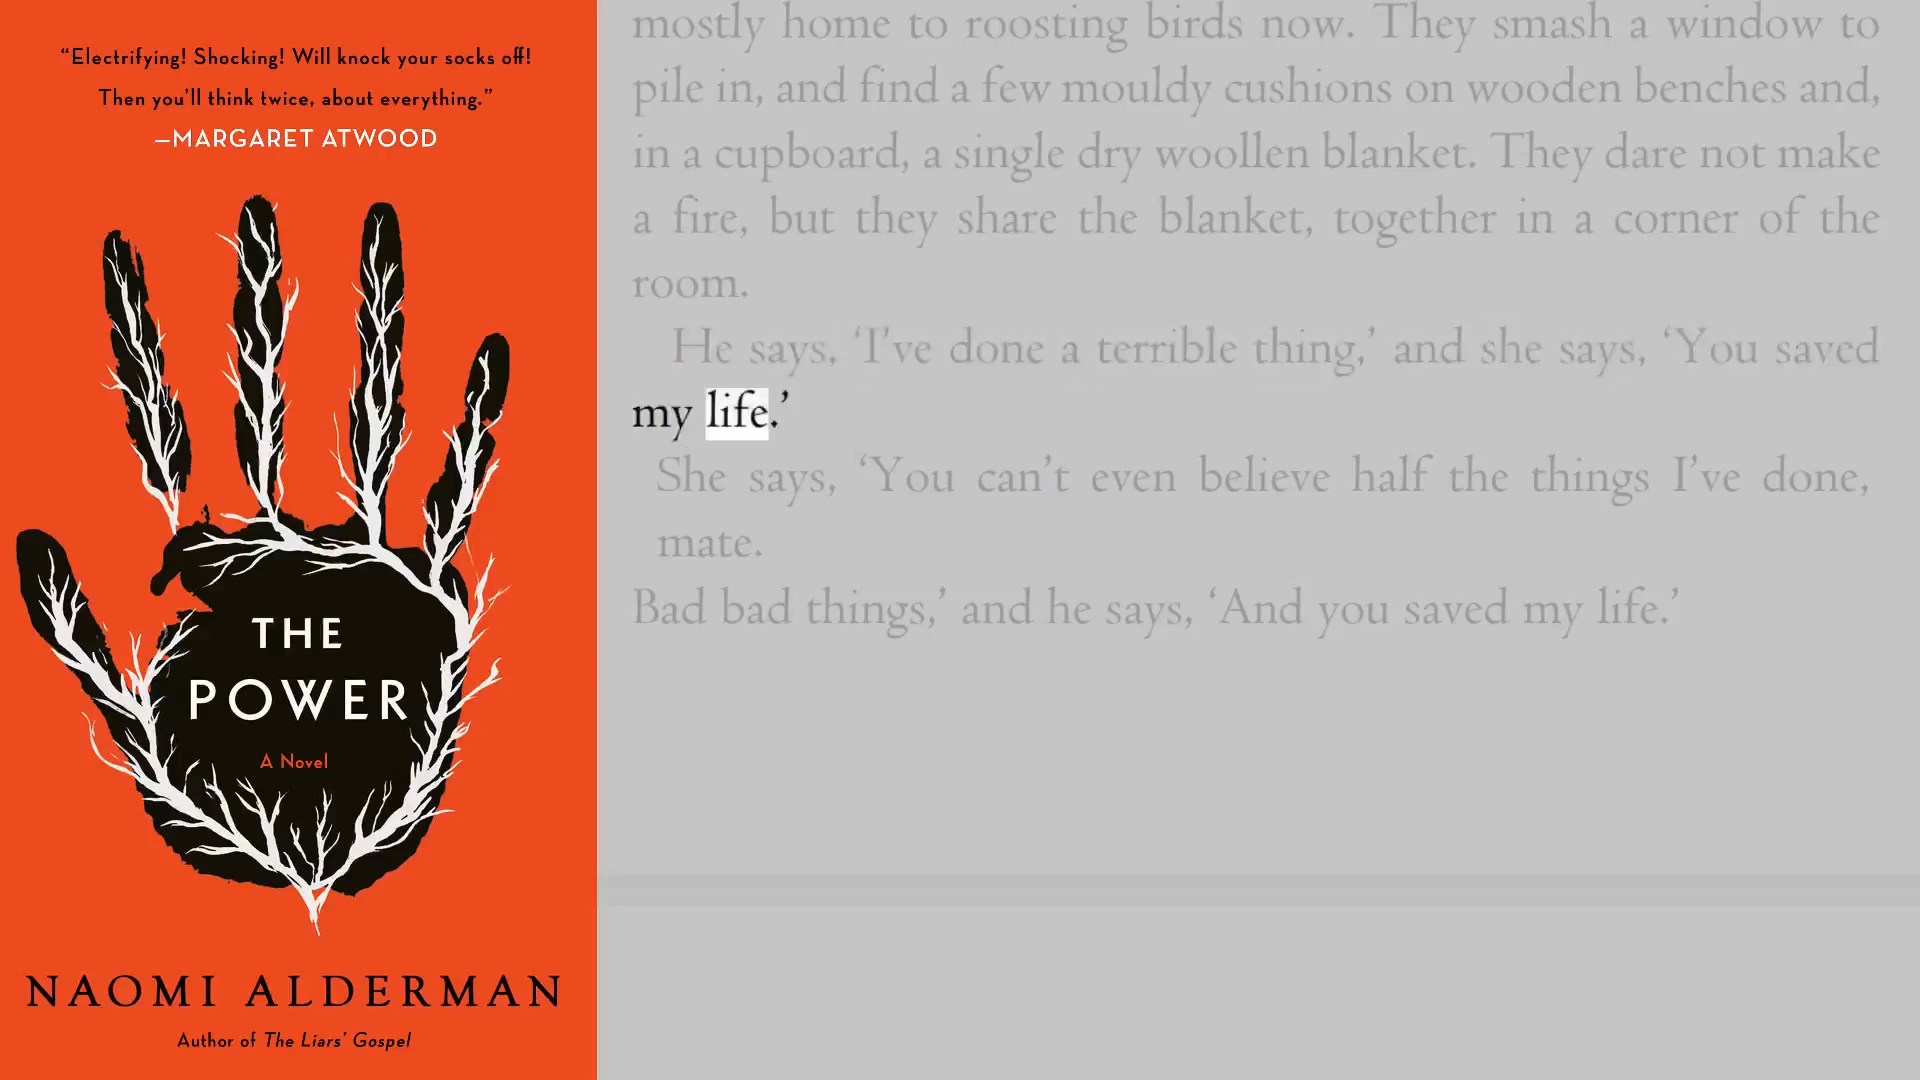 “Electrifying! Shocking! Will knock your socks off!
Then you’ll think twice, about everything.”
—MARGARET ATWOOD
THE
POWER
A Novel
NAOMI ALDERMAN
Author of The Liars’ Gospel
mostly home to roosting birds now. They smash a window to
pile in, and find a few mouldy cushions on wooden benches and,
in a cupboard, a single dry woollen blanket. They dare not make
a fire, but they share the blanket, together in a corner of the
room.
He says, ‘I’ve done a terrible thing,’ and she says, ‘You saved
my life.’
She says, ‘You can’t even believe half the things I’ve done,
mate.
Bad bad things,’ and he says, ‘And you saved my life.’